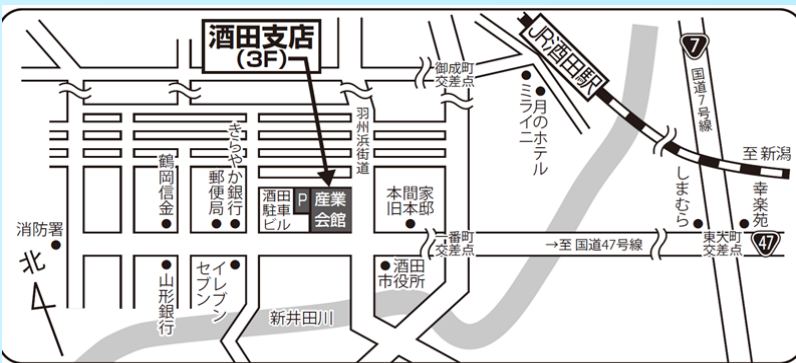 酒田支店
(3F)
御成町
交差点
JR酒田駅
7
国道7号線
至 新潟
月のホテル
ミライニ
羽州浜街道
きらやか銀行
郵便局
鶴岡信金
酒田
駐車
ビル
P
産業
会館
本間家
旧本邸
しまむら
幸楽苑
消防署
一番町
交差点
→至 国道47号線
東大町
交差点
47
北
山形銀行
セブン
イレブン
新井田川
酒田
市役所